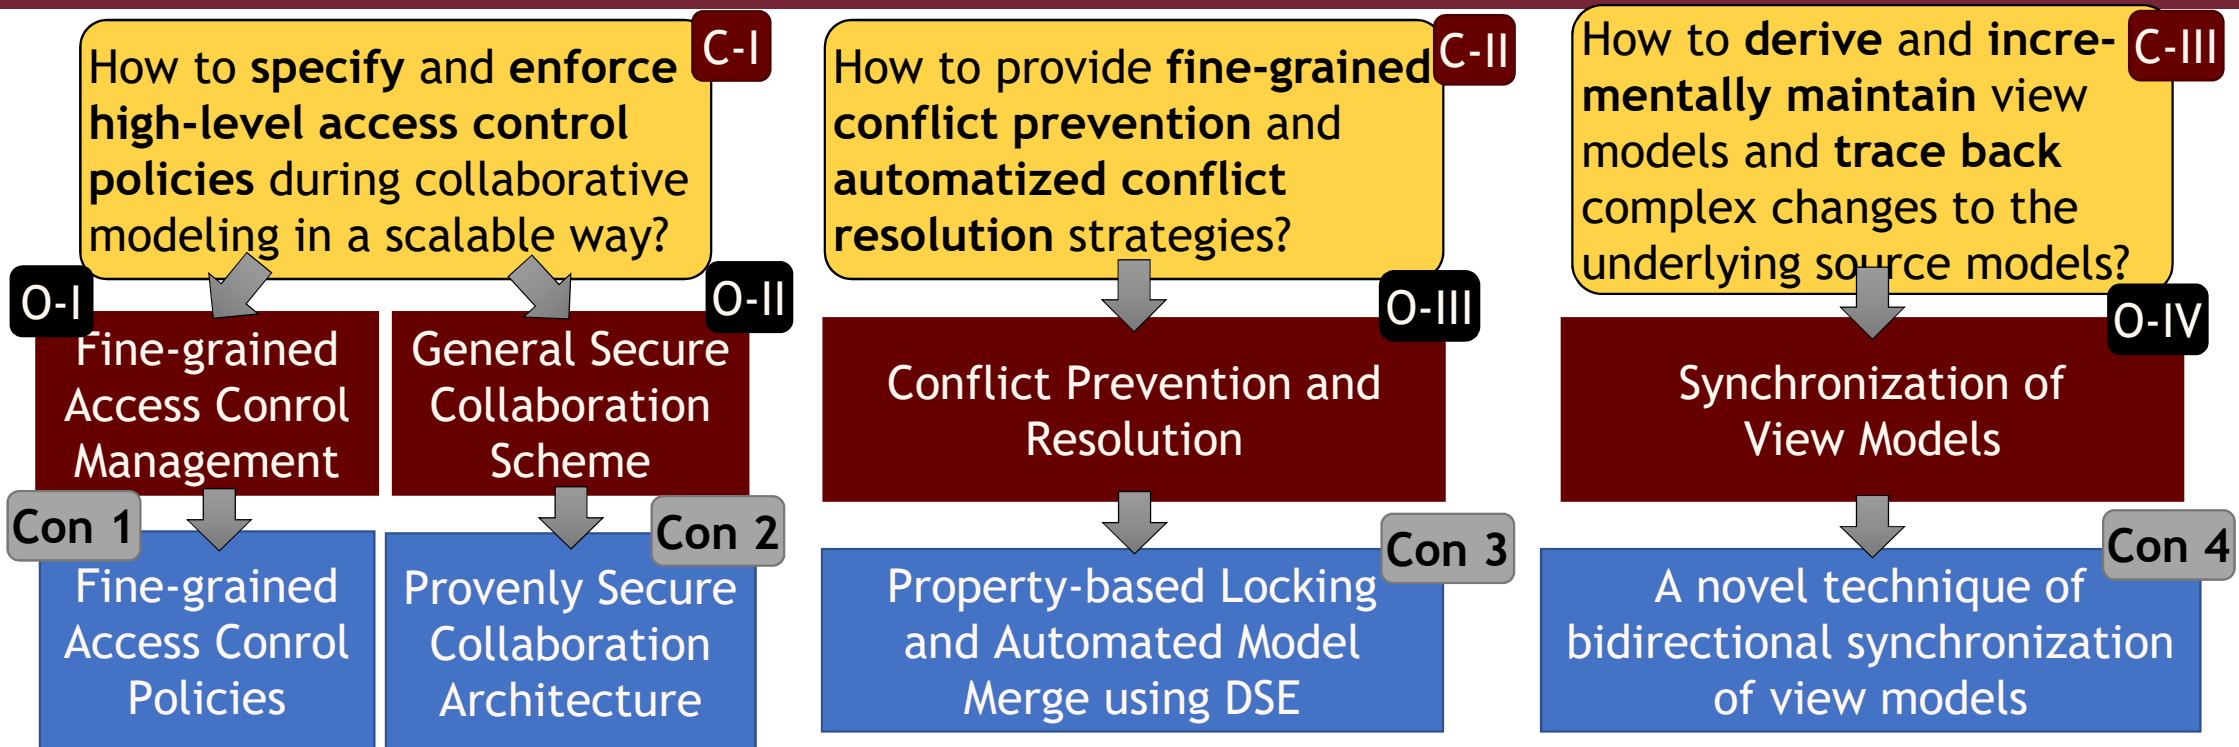 C-I
How to specify and enforce
high-level access control
policies during collaborative
modeling in a scalable way?
O-I
Fine-grained
Access Conrol
Management
O-II
General Secure
Collaboration
Scheme
Con 1
Fine-grained
Access Conrol
Policies
Con 2
Provenly Secure
Collaboration
Architecture
C-II
How to provide fine-grained
conflict prevention and
automatized conflict
resolution strategies?
O-III
Conflict Prevention and
Resolution
Con 3
Property-based Locking
and Automated Model
Merge using DSE
C-III
How to derive and incre-
mentally maintain view
models and trace back
complex changes to the
underlying source models?
O-IV
Synchronization of
View Models
Con 4
A novel technique of
bidirectional synchronization
of view models